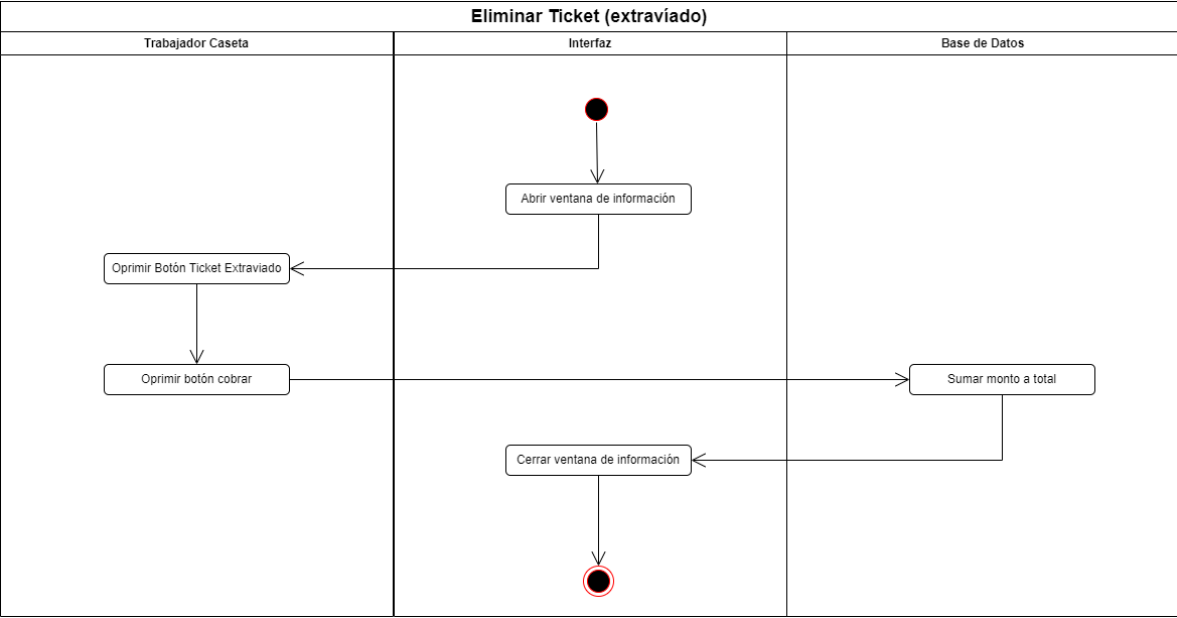 Eliminar Ticket (extravíado)
Trabajador Caseta
Interfaz
Base de Datos
Abrir ventana de información
Oprimir Botón Ticket Extraviado
Oprimir botón cobrar
Sumar monto a total
Cerrar ventana de información